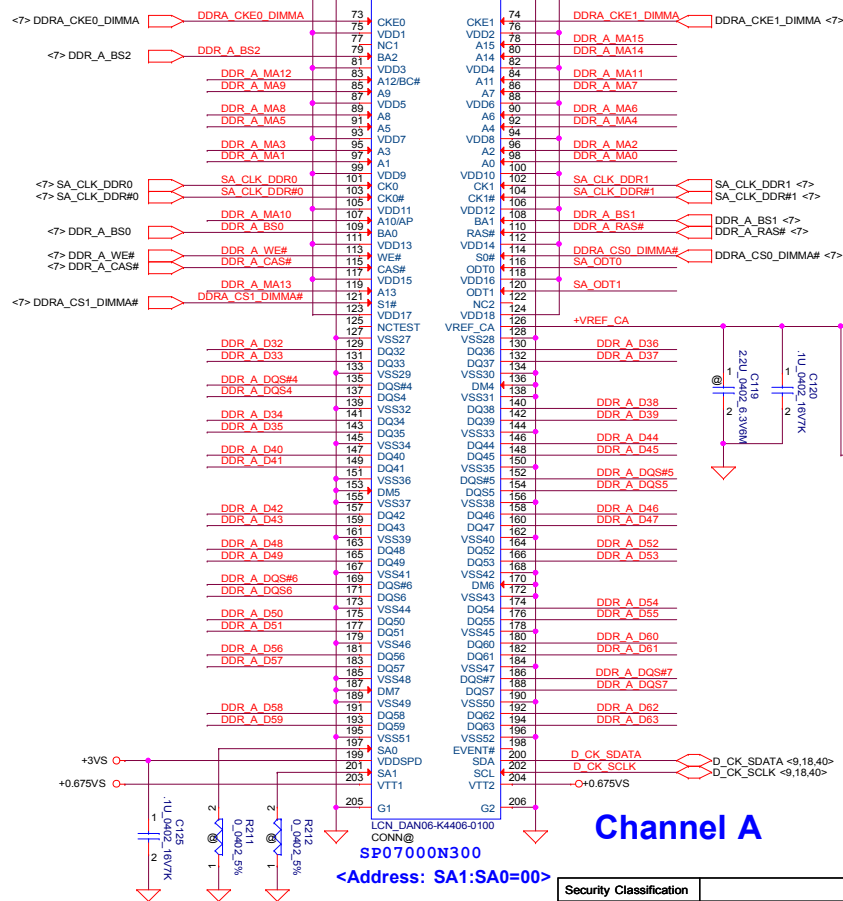 <7> DDRA_CKE0_DIMMA DDRA_CKE0_DIMMA 73 CKE0 CKE1 74 DDRA_CKE1_DIMMA DDRA_CKE1_DIMMA <7>
75 VDD1 VDD2 76
77 NC1 A15 78 DDR_A_MA15
<7> DDR_A_BS2 DDR_A_BS2 79 BA2 A14 80 DDR_A_MA14
81 VDD3 VDD4 82
DDR_A_MA12 83 A12/BC# A11 84 DDR_A_MA11
DDR_A_MA9 85 A9 A7 86 DDR_A_MA7
87 VDD5 VDD6 88
DDR_A_MA8 89 A8 A6 90 DDR_A_MA6
DDR_A_MA5 91 A5 A4 92 DDR_A_MA4
93 VDD7 VDD8 94
DDR_A_MA3 95 A3 A2 96 DDR_A_MA2
DDR_A_MA1 97 A1 A0 98 DDR_A_MA0
99 VDD9 VDD10 100
<7> SA_CLK_DDR0 SA_CLK_DDR0 101 CK0 CK1 102 SA_CLK_DDR1 SA_CLK_DDR1 <7>
<7> SA_CLK_DDR#0 SA_CLK_DDR#0 103 CK0# CK1# 104 SA_CLK_DDR#1 SA_CLK_DDR#1 <7>
105 VDD11 VDD12 106
DDR_A_MA10 107 A10/AP BA1 108 DDR_A_BS1 DDR_A_BS1 <7>
<7> DDR_A_BS0 DDR_A_BS0 109 BA0 RAS# 110 DDR_A_RAS# DDR_A_RAS# <7>
111 VDD13 VDD14 112
<7> DDR_A_WE# DDR_A_WE# 113 WE# S0# 114 DDRA_CS0_DIMMA# DDRA_CS0_DIMMA# <7>
<7> DDR_A_CAS# DDR_A_CAS# 115 CAS# ODT0 116 SA_ODT0
117 VDD15 VDD16 118
DDR_A_MA13 119 A13 ODT1 120 SA_ODT1
<7> DDRA_CS1_DIMMA# DDRA_CS1_DIMMA# 121 S1# NC2 122
123 VDD17 VDD18 124
125 NCTEST VREF_CA 126 +VREF_CA
127 VSS27 VSS28 128
DDR_A_D32 129 DQ32 DQ36 130 DDR_A_D36
DDR_A_D33 131 DQ33 DQ37 132 DDR_A_D37
133 VSS29 VSS30 134
DDR_A_DQS#4 135 DQS#4 DM4 136
DDR_A_DQS4 137 DQS4 VSS31 138
139 VSS32 DQ38 140 DDR_A_D38
DDR_A_D34 141 DQ34 DQ39 142 DDR_A_D39
DDR_A_D35 143 DQ35 VSS33 144
145 VSS34 DQ44 146 DDR_A_D44
DDR_A_D40 147 DQ40 DQ45 148 DDR_A_D45
DDR_A_D41 149 DQ41 VSS35 150
151 VSS36 DQS#5 152 DDR_A_DQS#5
153 DM5 DQS5 154 DDR_A_DQS5
155 VSS37 VSS38 156
DDR_A_D42 157 DQ42 DQ46 158 DDR_A_D46
DDR_A_D43 159 DQ43 DQ47 160 DDR_A_D47
161 VSS39 VSS40 162
DDR_A_D48 163 DQ48 DQ52 164 DDR_A_D52
DDR_A_D49 165 DQ49 DQ53 166 DDR_A_D53
167 VSS41 VSS42 168
DDR_A_DQS#6 169 DQS#6 DM6 170
DDR_A_DQS6 171 DQS6 VSS43 172
173 VSS44 DQ54 174 DDR_A_D54
DDR_A_D50 175 DQ50 DQ55 176 DDR_A_D55
DDR_A_D51 177 DQ51 VSS45 178
179 VSS46 DQ60 180 DDR_A_D60
DDR_A_D56 181 DQ56 DQ61 182 DDR_A_D61
DDR_A_D57 183 DQ57 VSS47 184
185 VSS48 DQS#7 186 DDR_A_DQS#7
187 DM7 DQS7 188 DDR_A_DQS7
189 VSS49 VSS50 190
DDR_A_D58 191 DQ58 DQ62 192 DDR_A_D62
DDR_A_D59 193 DQ59 DQ63 194 DDR_A_D63
195 VSS51 VSS52 196
197 SA0 EVENT# 198
+3VS 199 VDDSPD SDA 200 D_CK_SDATA D_CK_SDATA <9,18,40>
201 SA1 SCL 202 D_CK_SCLK D_CK_SCLK <9,18,40>
+0.675VS 203 VTT1 VTT2 204 +0.675VS
205 G1 G2 206
1 2 @ C119
2.2U_0402_6.3V6M
1 2 C120
.1U_0402_16V7K
1 2 C125
.1U_0402_16V7K
2 1 @ R211
0_0402_5%
2 1 @ R212
0_0402_5%
LCN_DAN06-K4406-0100
CONN@
SP07000N300
<Address: SA1:SA0=00>
Channel A
Security Classification